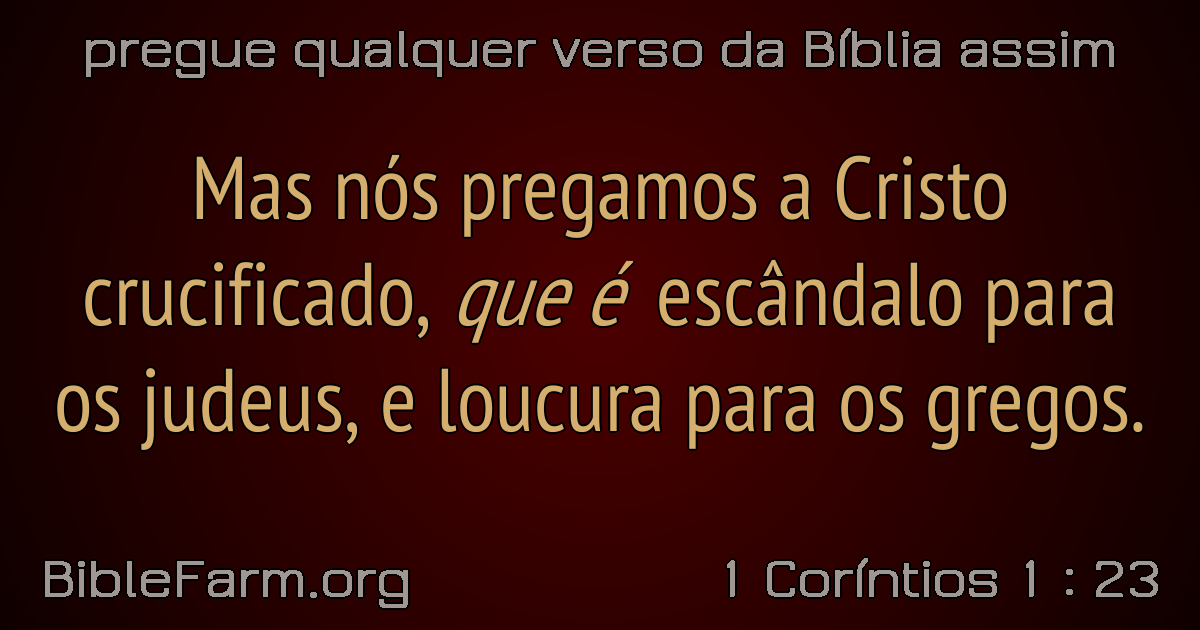 pregue qualquer verso da Bíblia assim
Mas nós pregamos a Cristo
crucificado, que é escândalo para
os judeus, e loucura para os gregos.
BibleFarm.org
1 Coríntios 1 : 23